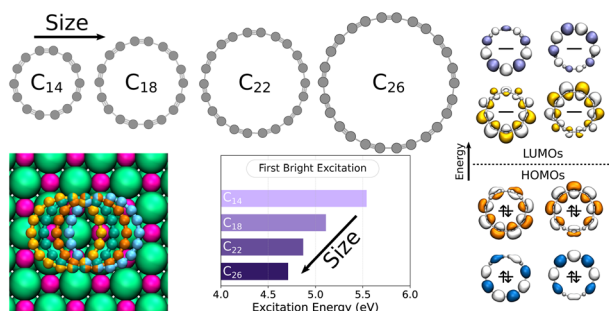 Size
C14
C18
C22
C26
First Bright Excitation
C14
C18
C22
C26
Size
4.0 4.5 5.0 5.5 6.0
Excitation Energy (eV)
Energy
LUMOs
HOMOs